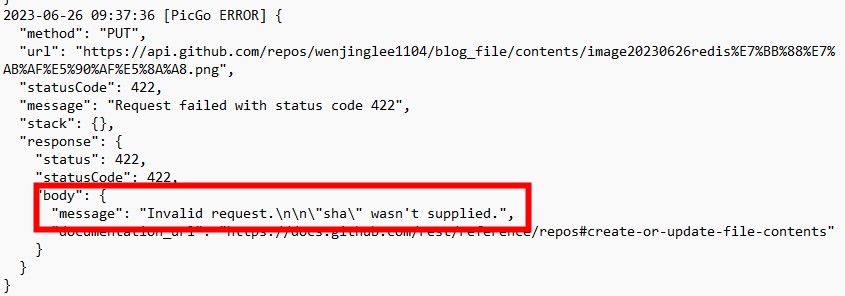 }
2023-06-26 09:37:36 [PicGo ERROR] {
  "method": "PUT",
  "url": "https://api.github.com/repos/wenjinglee1104/blog_file/contents/image20230626redis%E7%BB%88%E7%
AB%AF%E5%90%AF%E5%8A%A8.png",
  "statusCode": 422,
  "message": "Request failed with status code 422",
  "stack": {},
  "response": {
    "status": 422,
    "statusCode": 422,
    "body": {
      "message": "Invalid request.\n\n\"sha\" wasn't supplied.",
      "documentation_url": "https://docs.github.com/rest/reference/repos#create-or-update-file-contents"
    }
  }
}